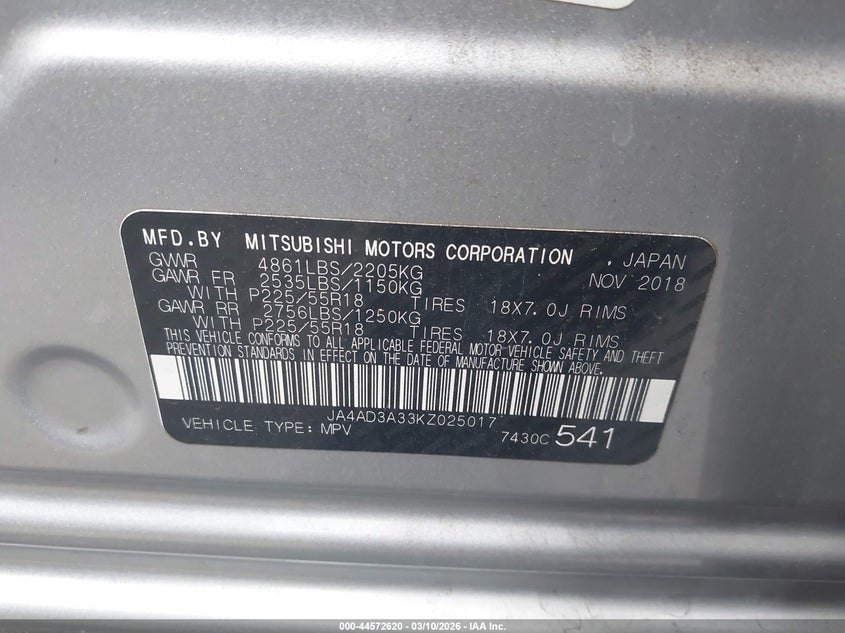 MFD.BY MITSUBISHI MOTORS CORPORATION , JAPAN
GVWR 4861LBS/2205KG NOV 2018
GAWR FR 2535LBS/1150KG
WITH P225/55R18 TIRES 18X7.0J RIMS
GAWR RR 2756LBS/1250KG
WITH P225/55R18 TIRES 18X7.0J RIMS
THIS VEHICLE CONFORMS TO ALL APPLICABLE FEDERAL MOTOR VEHICLE SAFETY AND THEFT
PREVENTION STANDARDS IN EFFECT ON THE DATE OF MANUFACTURE SHOWN ABOVE.
JA4AD3A33KZ025017
VEHICLE TYPE: MPV 7430C 541
000-44572620 - 03/10/2026 - IAA Inc.